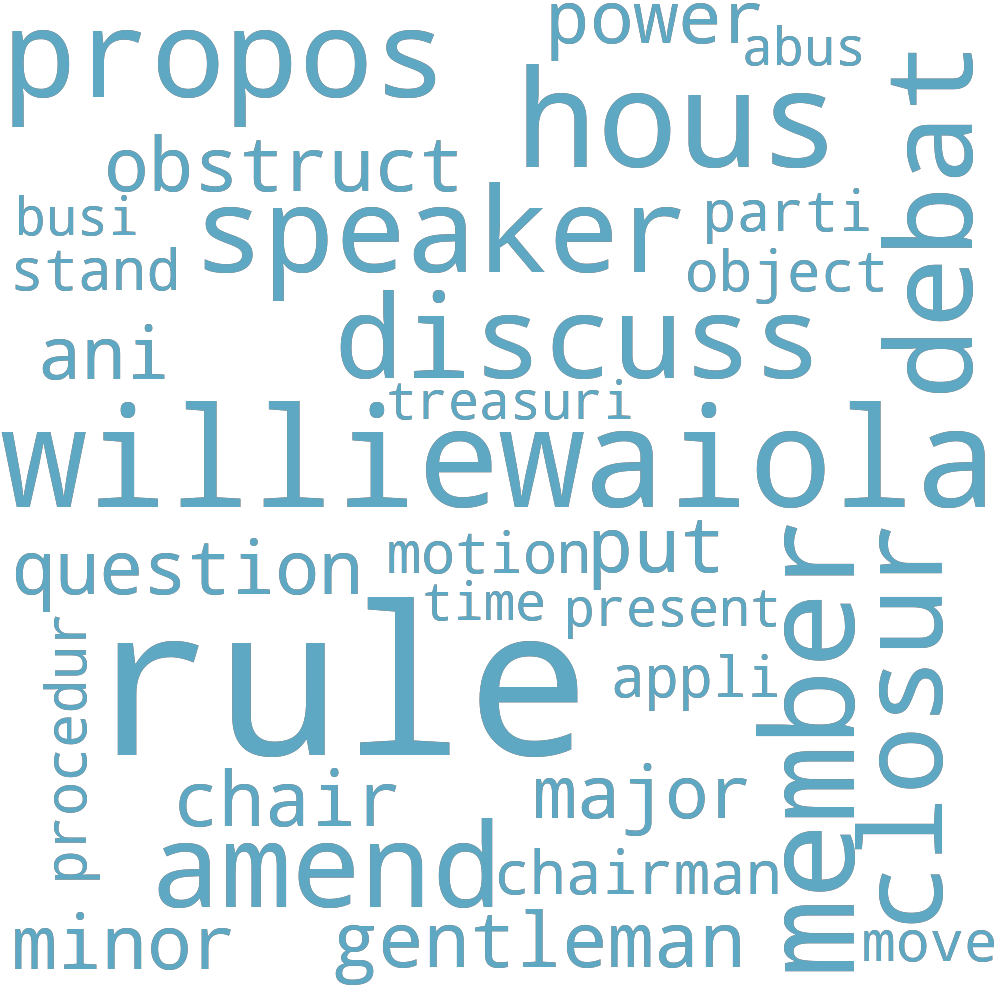 propos
power
abus
hous
debat
obstruct
busi
speaker
parti
stand
object
discuss
ani
treasuri
williewaiola
question
motion
put
member
closur
time
present
procedur
rule
appli
chair
major
amend
chairman
minor
gentleman
move